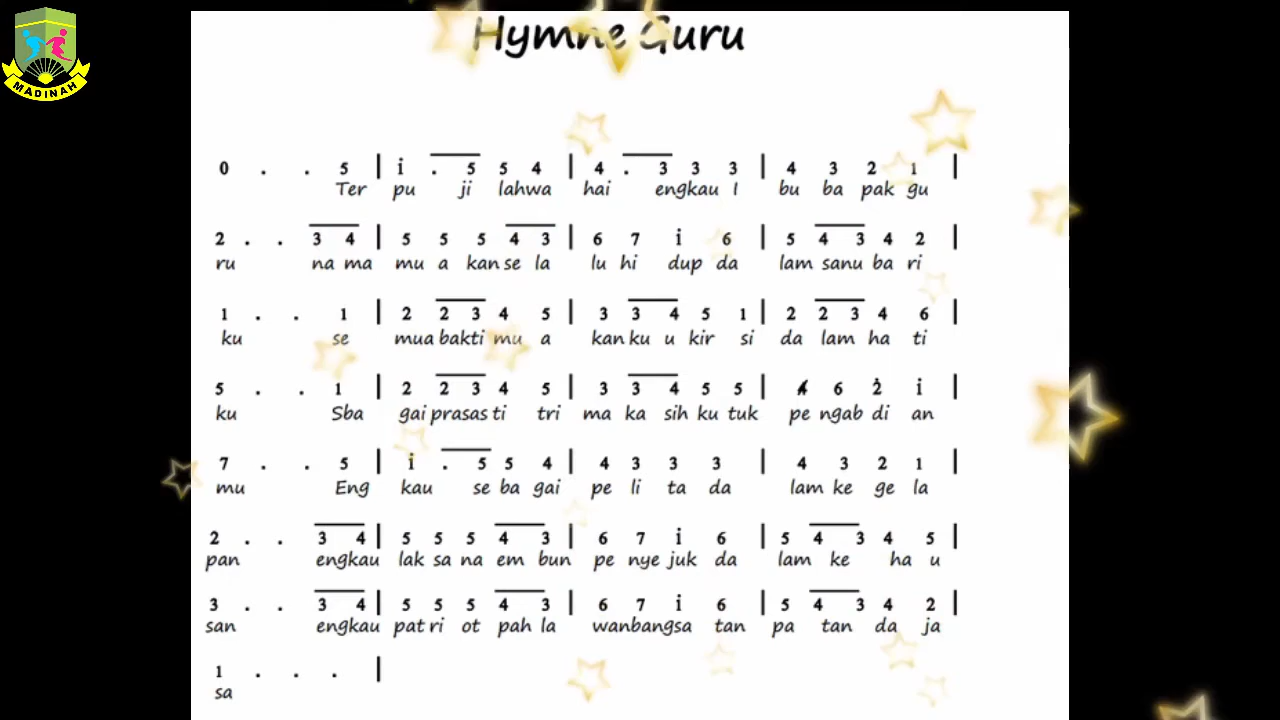 MADINAH
Hymne Guru
0 . . 5 | i . 5 5 4 | 4 . 3 3 3 | 4 3 2 1 |
Ter pu ji lahwa hai engkau I bu ba pak gu
2 . . 3 4 | 5 5 5 4 3 | 6 7 i 6 | 5 4 3 4 2 |
ru na ma mu a kan se la lu hi dup da lam sanu ba ri
1 . . 1 | 2 2 3 4 5 | 3 3 4 5 1 | 2 2 3 4 6 |
ku se mua bakti mu a kan ku u kir si da lam ha ti
5 . . 1 | 2 2 3 4 5 | 3 3 4 5 5 | 4 6 2̇ i |
ku Sba gai prasas ti tri ma ka sih ku tuk pe ngab di an
7 . . 5 | i . 5 5 4 | 4 3 3 3 | 4 3 2 1 |
mu Eng kau se ba gai pe li ta da lam ke ge la
2 . . 3 4 | 5 5 5 4 3 | 6 7 i 6 | 5 4 3 4 5 |
pan engkau lak sa na em bun pe nye juk da lam ke ha u
3 . . 3 4 | 5 5 5 4 3 | 6 7 i 6 | 5 4 3 4 2 |
san engkau pat ri ot pah la wanbangsa tan pa tan da ja
1 . . . |
sa